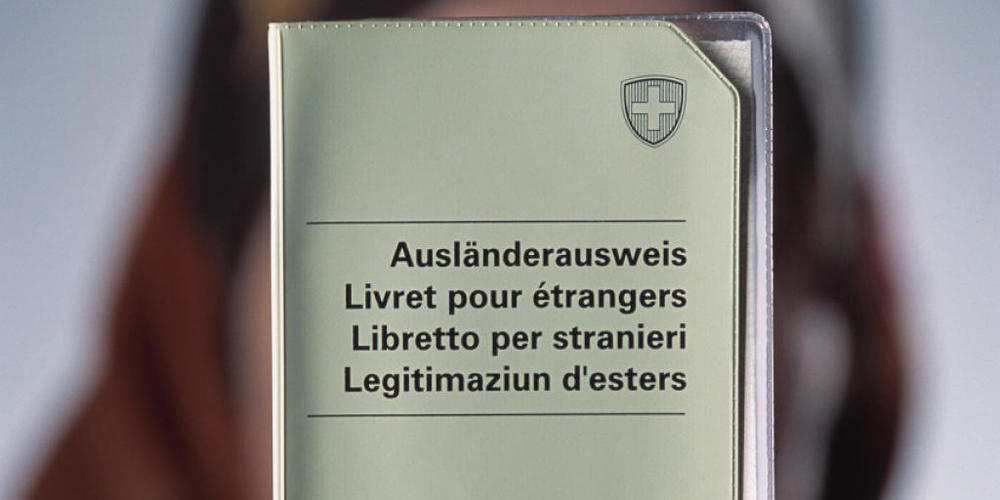 Ausländerausweis
Livret pour étrangers
Libretto per stranieri
Legitimaziun d'esters